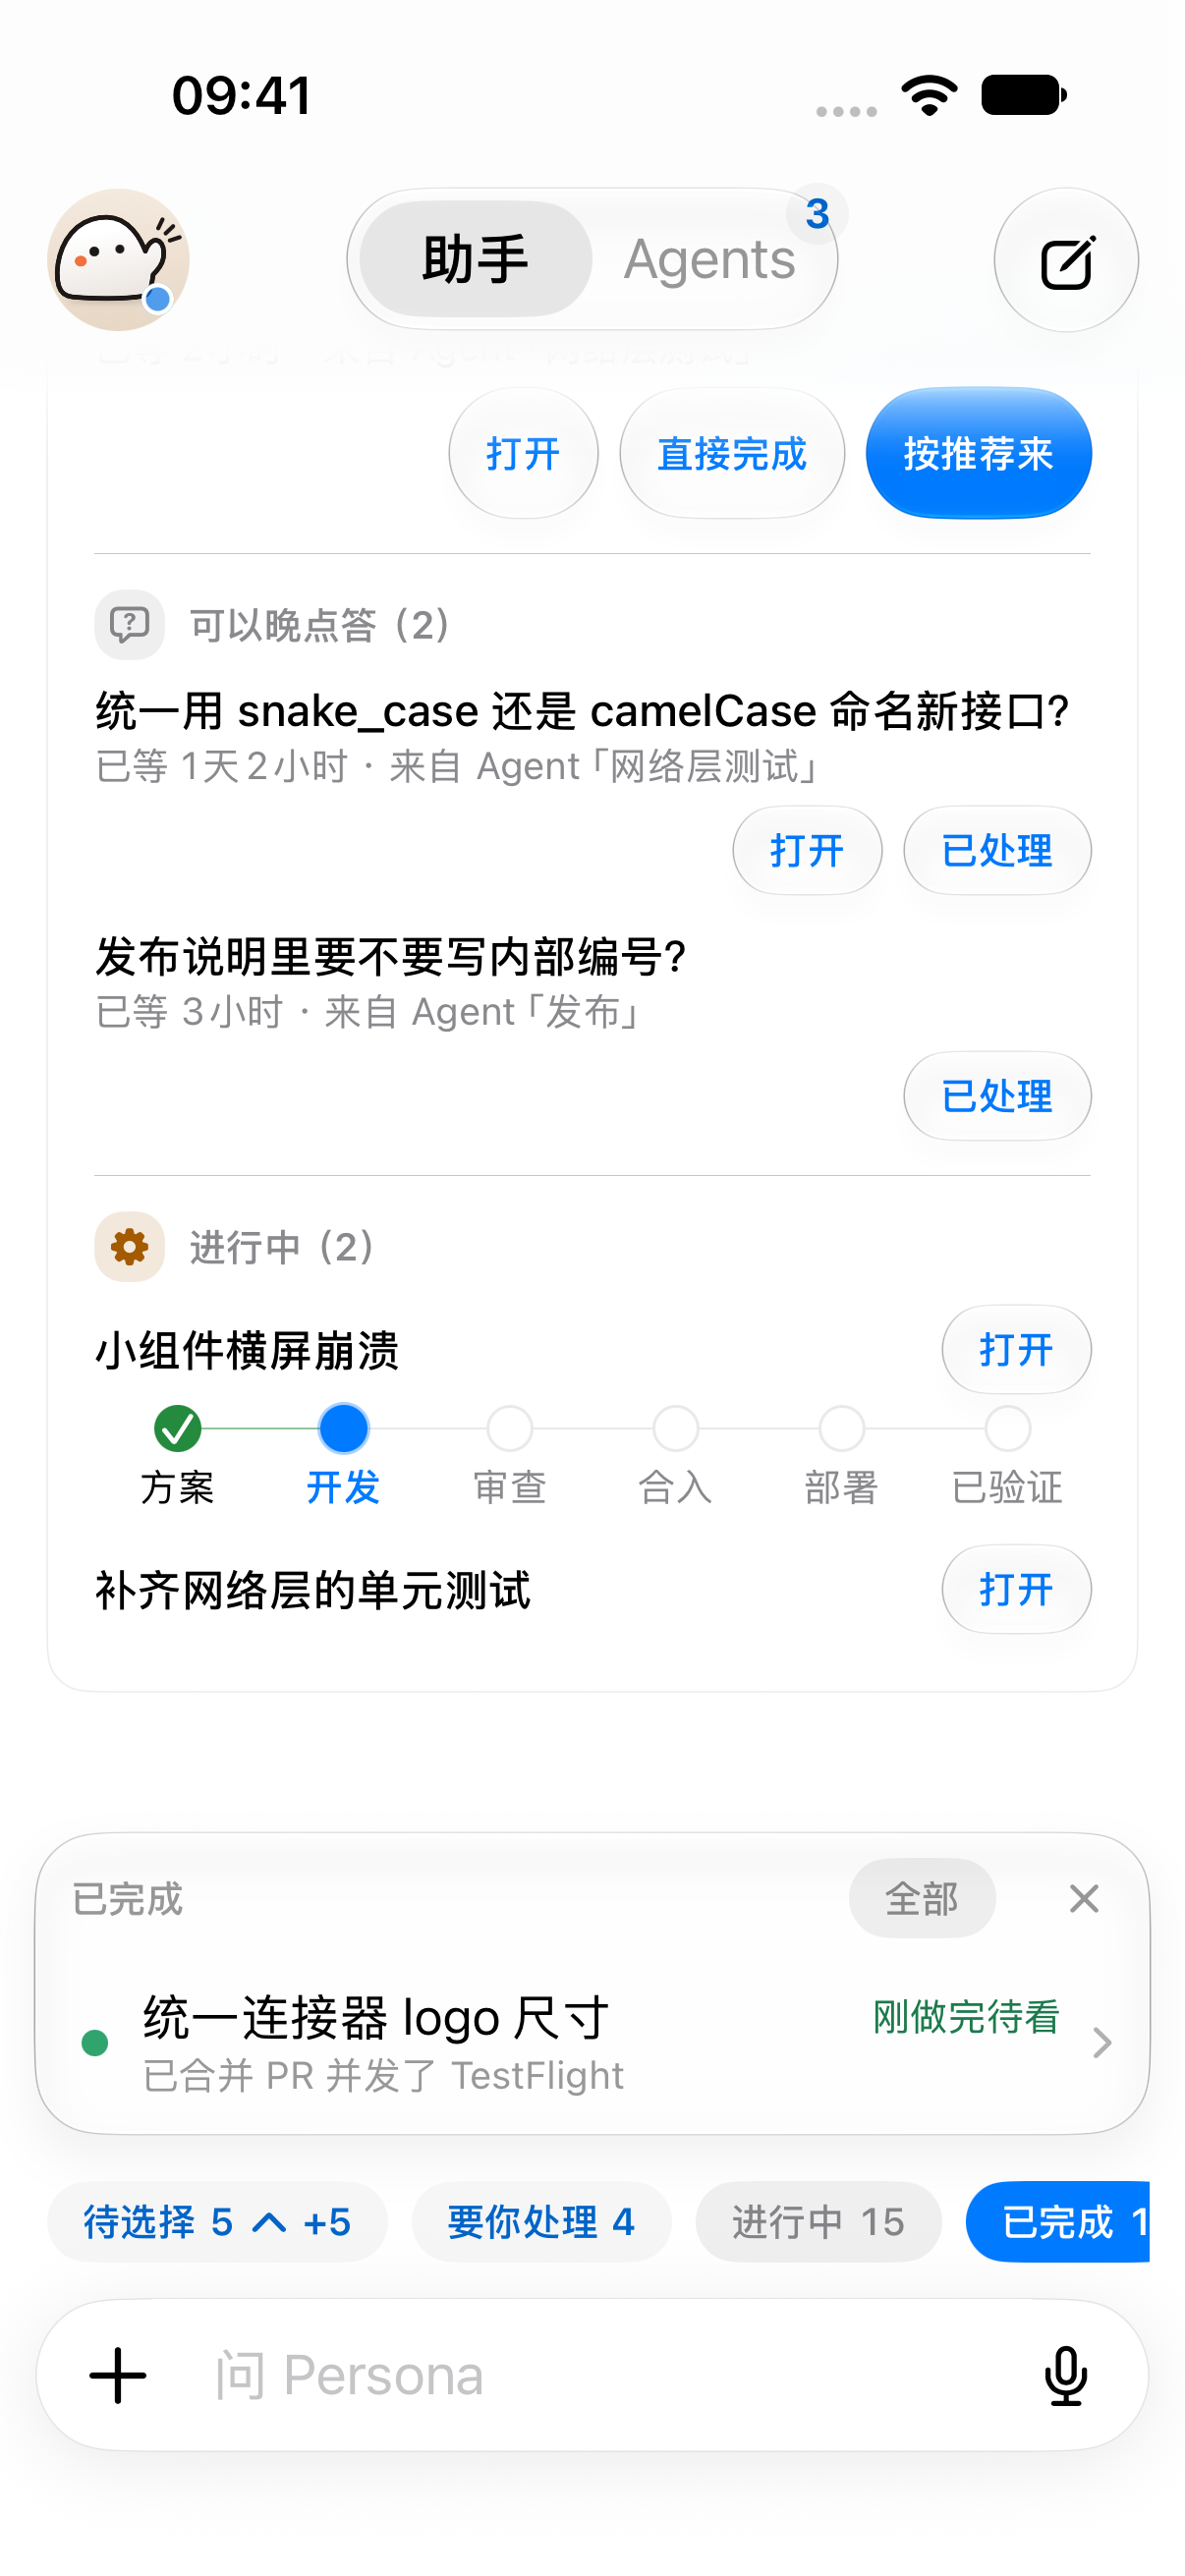 09:41
助手
Agents
3
打开
直接完成
按推荐来
可以晚点答（2）
统一用 snake_case 还是 camelCase 命名新接口？
已等 1天2小时 · 来自 Agent「网络层测试」
打开
已处理
发布说明里要不要写内部编号？
已等 3小时 · 来自 Agent「发布」
已处理
进行中（2）
小组件横屏崩溃
打开
方案
开发
审查
合入
部署
已验证
补齐网络层的单元测试
打开
已完成
全部
统一连接器 logo 尺寸
刚做完待看
已合并 PR 并发了 TestFlight
待选择 5 +5
要你处理 4
进行中 15
已完成 1
问 Persona